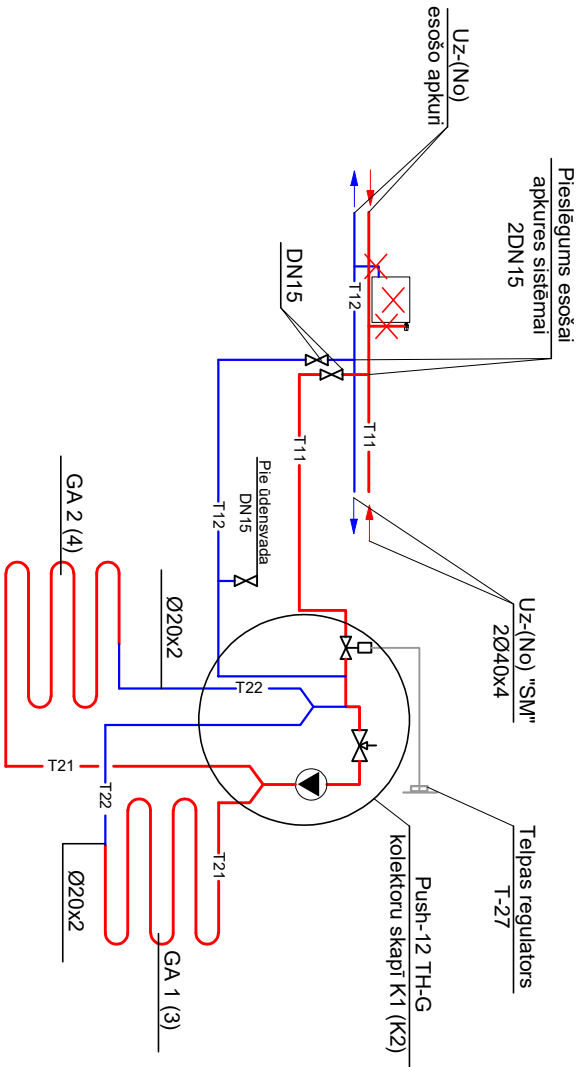 Uz-(No)
esošo apkuri
Pieslēgums esošai
apkures sistēmai
2DN15
DN15
T12
T11
T11
T12
Uz-(No) "SM"
2Ø40x4
Pie ūdensvada
DN15
Telpas regulators
T-27
Push-12 TH-G
kolektoru skapī K1 (K2)
GA 2 (4)
Ø20x2
T22
T21
T22
T21
Ø20x2
GA 1 (3)